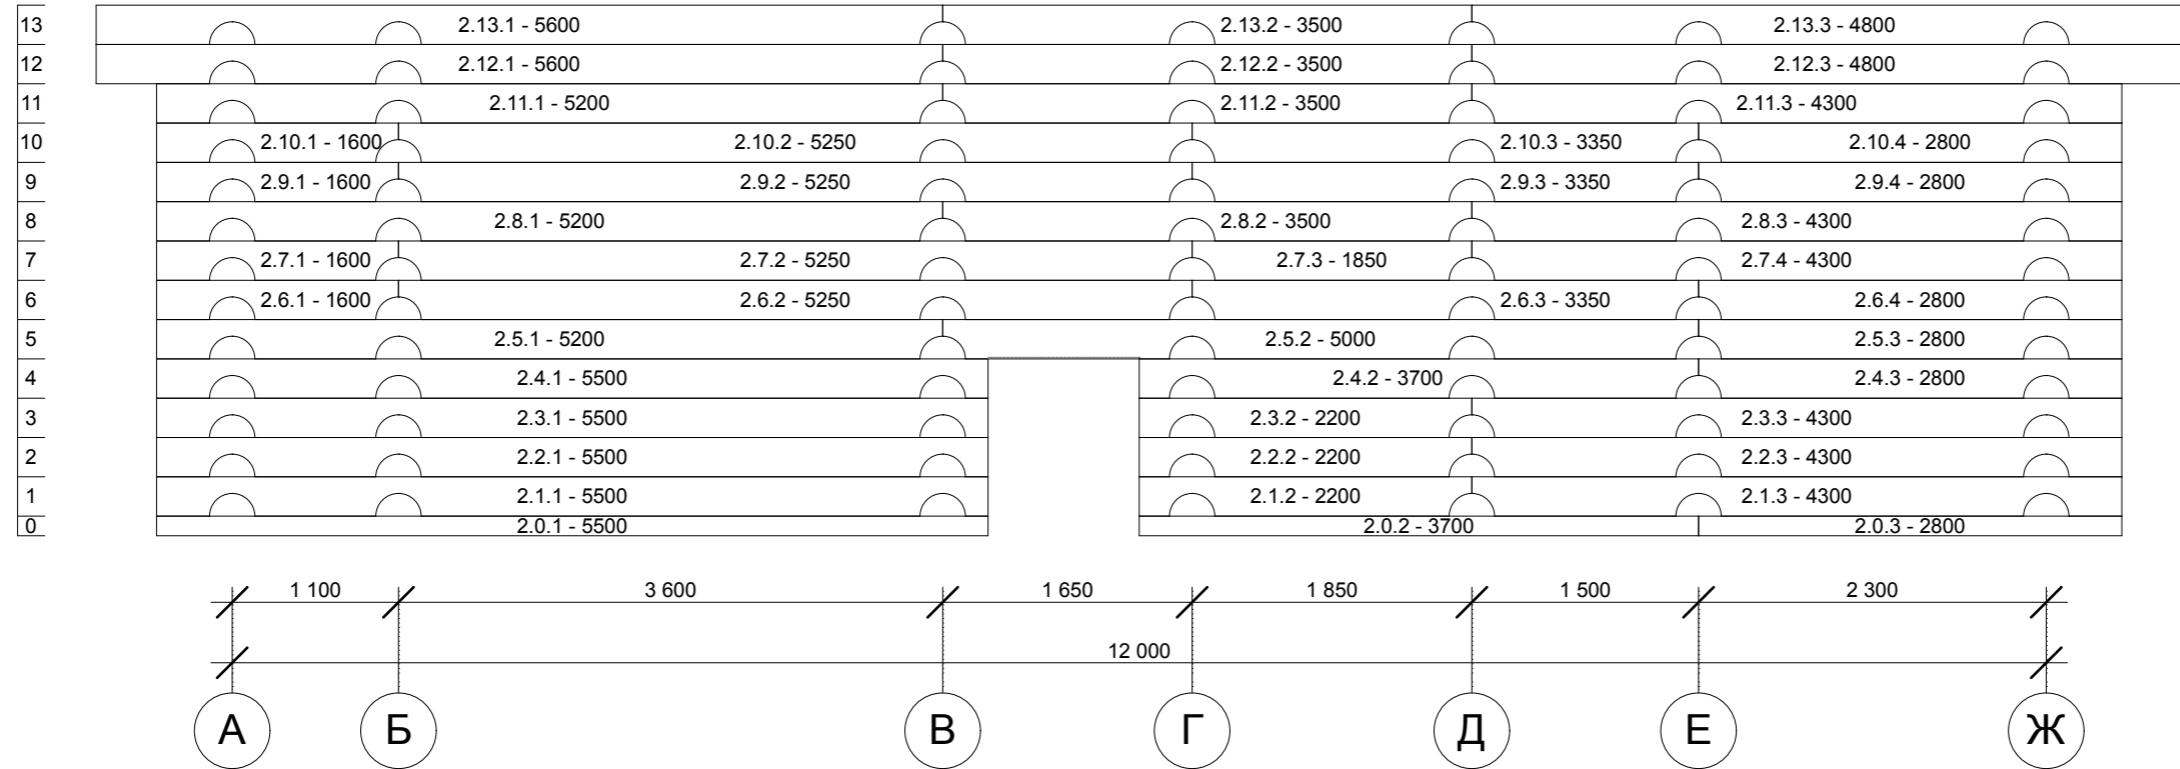 13 2.13.1 - 5600 2.13.2 - 3500 2.13.3 - 4800
12 2.12.1 - 5600 2.12.2 - 3500 2.12.3 - 4800
11 2.11.1 - 5200 2.11.2 - 3500 2.11.3 - 4300
10 2.10.1 - 1600 2.10.2 - 5250 2.10.3 - 3350 2.10.4 - 2800
9 2.9.1 - 1600 2.9.2 - 5250 2.9.3 - 3350 2.9.4 - 2800
8 2.8.1 - 5200 2.8.2 - 3500 2.8.3 - 4300
7 2.7.1 - 1600 2.7.2 - 5250 2.7.3 - 1850 2.7.4 - 4300
6 2.6.1 - 1600 2.6.2 - 5250 2.6.3 - 3350 2.6.4 - 2800
5 2.5.1 - 5200 2.5.2 - 5000 2.5.3 - 2800
4 2.4.1 - 5500 2.4.2 - 3700 2.4.3 - 2800
3 2.3.1 - 5500 2.3.2 - 2200 2.3.3 - 4300
2 2.2.1 - 5500 2.2.2 - 2200 2.2.3 - 4300
1 2.1.1 - 5500 2.1.2 - 2200 2.1.3 - 4300
0 2.0.1 - 5500 2.0.2 - 3700 2.0.3 - 2800
1 100 3 600 1 650 1 850 1 500 2 300
12 000
А Б В Г Д Е Ж